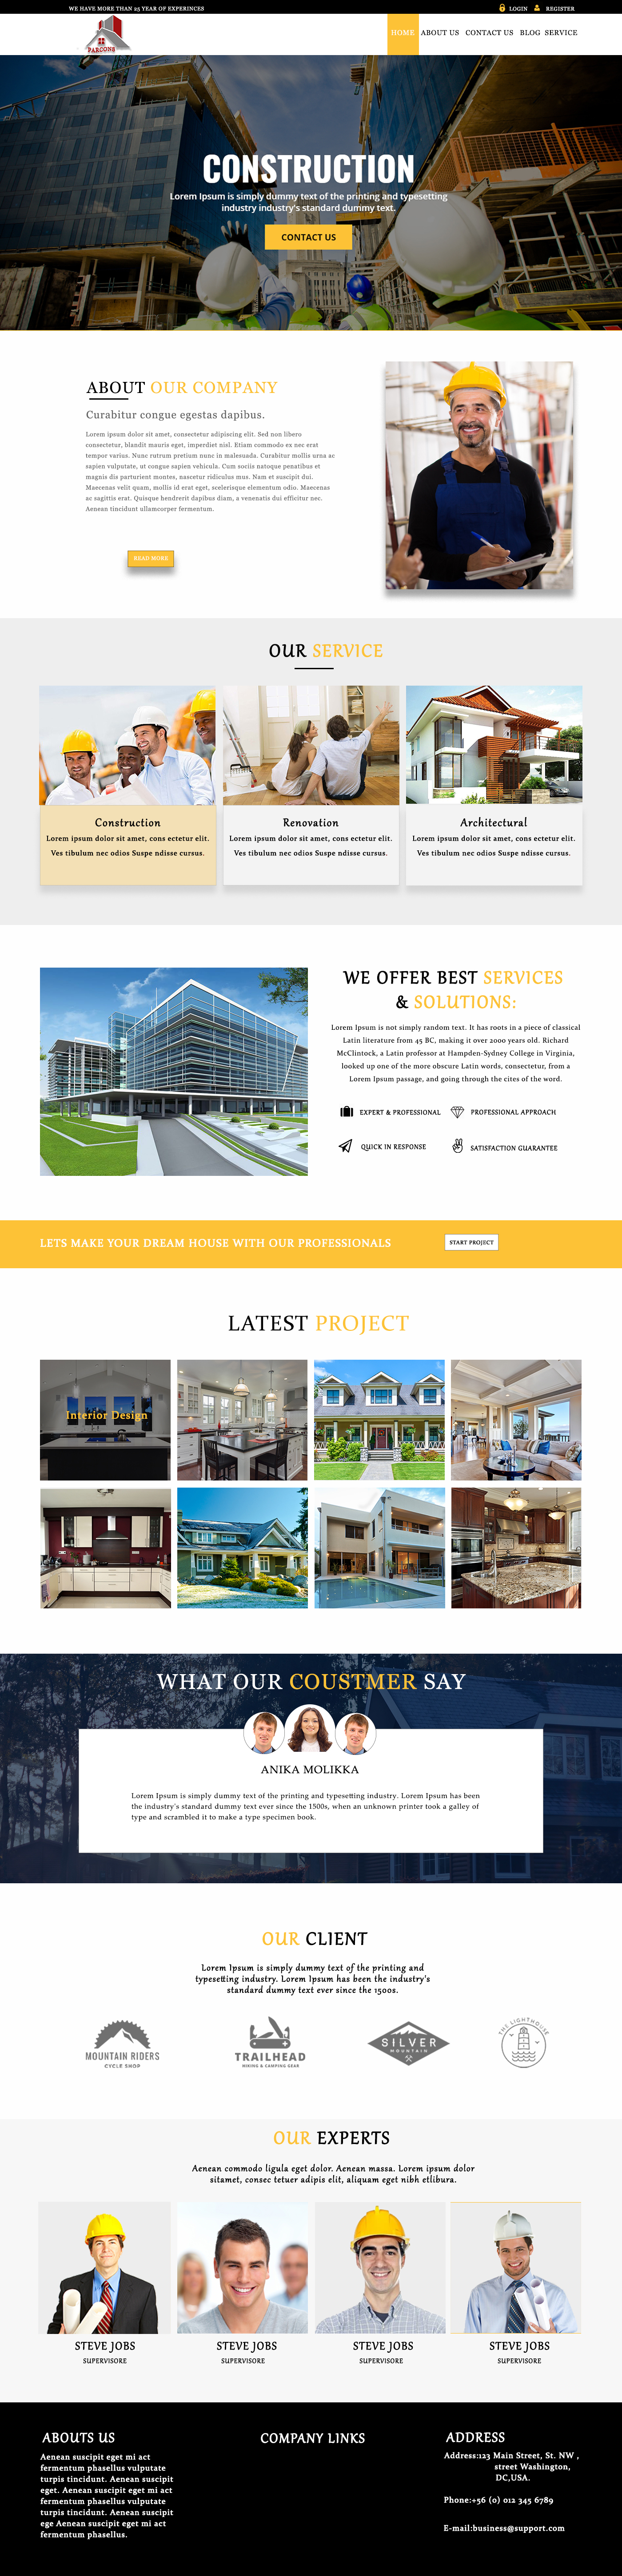 WE HAVE MORE THAN 25 YEAR OF EXPERINCES
LOGIN REGISTER
PARCONS
HOME ABOUT US CONTACT US BLOG SERVICE
CONSTRUCTION
Lorem Ipsum is simply dummy text of the printing and typesetting
industry industry's standard dummy text.
CONTACT US
ABOUT OUR COMPANY
Curabitur congue egestas dapibus.
Lorem ipsum dolor sit amet, consectetur adipiscing elit. Sed non libero
consectetur, blandit mauris eget, imperdiet nisl. Etiam commodo ex nec erat
tempor varius. Nunc rutrum pretium nunc in malesuada. Curabitur mollis urna ac
sapien vulputate, ut congue sapien vehicula. Cum sociis natoque penatibus et
magnis dis parturient montes, nascetur ridiculus mus. Nam et suscipit dui.
Maecenas velit quam, mollis id erat eget, scelerisque elementum odio. Maecenas
ac sagittis erat. Quisque hendrerit dapibus diam, a venenatis dui efficitur nec.
Aenean tincidunt ullamcorper fermentum.
READ MORE
OUR SERVICE
Construction
Lorem ipsum dolor sit amet, cons ectetur elit.
Ves tibulum nec odios Suspe ndisse cursus.
Renovation
Lorem ipsum dolor sit amet, cons ectetur elit.
Ves tibulum nec odios Suspe ndisse cursus.
Architectural
Lorem ipsum dolor sit amet, cons ectetur elit.
Ves tibulum nec odios Suspe ndisse cursus.
WE OFFER BEST SERVICES
& SOLUTIONS:
Lorem Ipsum is not simply random text. It has roots in a piece of classical
Latin literature from 45 BC, making it over 2000 years old. Richard
McClintock, a Latin professor at Hampden-Sydney College in Virginia,
looked up one of the more obscure Latin words, consectetur, from a
Lorem Ipsum passage, and going through the cites of the word.
EXPERT & PROFESSIONAL
PROFESSIONAL APPROACH
QUICK IN RESPONSE
SATISFACTION GUARANTEE
LETS MAKE YOUR DREAM HOUSE WITH OUR PROFESSIONALS
START PROJECT
LATEST PROJECT
Interior Design
WHAT OUR COUSTMER SAY
ANIKA MOLIKKA
Lorem Ipsum is simply dummy text of the printing and typesetting industry. Lorem Ipsum has been
the industry's standard dummy text ever since the 1500s, when an unknown printer took a galley of
type and scrambled it to make a type specimen book.
OUR CLIENT
Lorem Ipsum is simply dummy text of the printing and
typesetting industry. Lorem Ipsum has been the industry's
standard dummy text ever since the 1500s.
MOUNTAIN RIDERS
CYCLE SHOP
TRAILHEAD
HIKING & CAMPING GEAR
SILVER
MOUNTAIN
THE LIGHTHOUSE
OUR EXPERTS
Aenean commodo ligula eget dolor. Aenean massa. Lorem ipsum dolor
sitamet, consec tetuer adipis elit, aliquam eget nibh etlibura.
STEVE JOBS
SUPERVISORE
STEVE JOBS
SUPERVISORE
STEVE JOBS
SUPERVISORE
STEVE JOBS
SUPERVISORE
ABOUTS US
Aenean suscipit eget mi act
fermentum phasellus vulputate
turpis tincidunt. Aenean suscipit
eget. Aenean suscipit eget mi act
fermentum phasellus vulputate
turpis tincidunt. Aenean suscipit
ege Aenean suscipit eget mi act
fermentum phasellus.
COMPANY LINKS
ADDRESS
Address:123 Main Street, St. NW ,
street Washington,
DC,USA.
Phone:+56 (0) 012 345 6789
E-mail:business@support.com